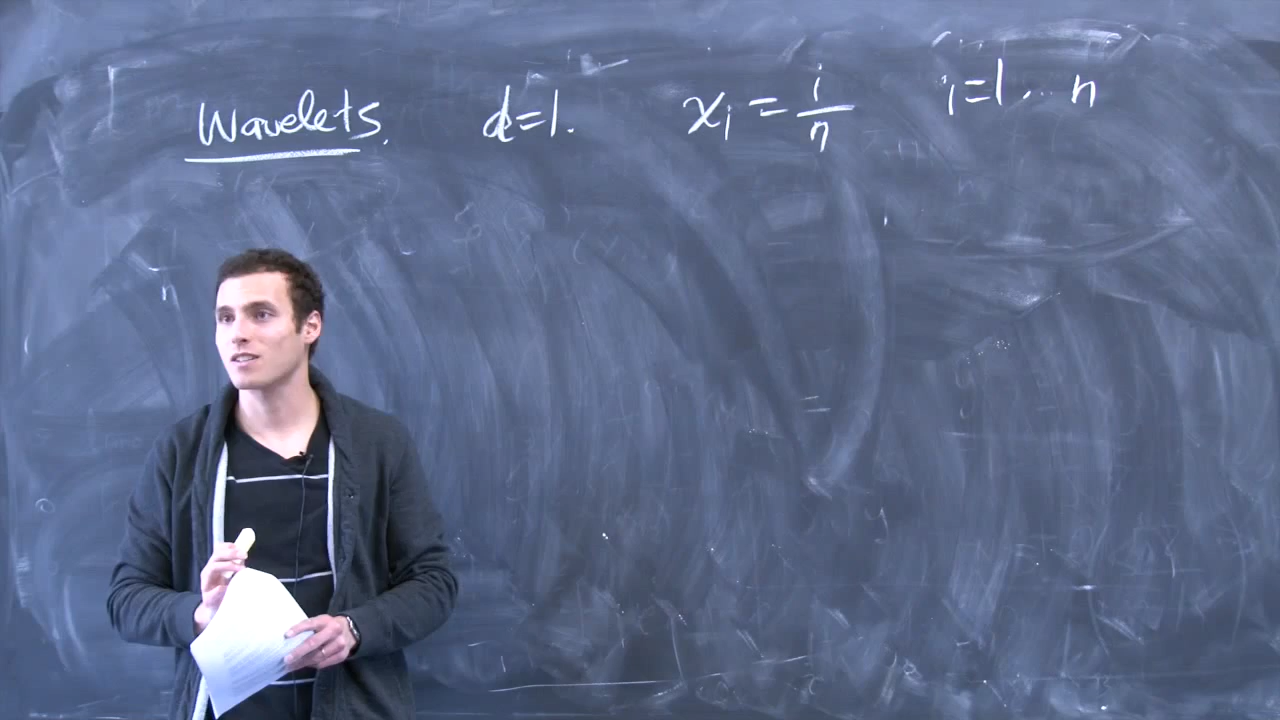 Wavelets. d=1. xᵢ = i/n i=1... n